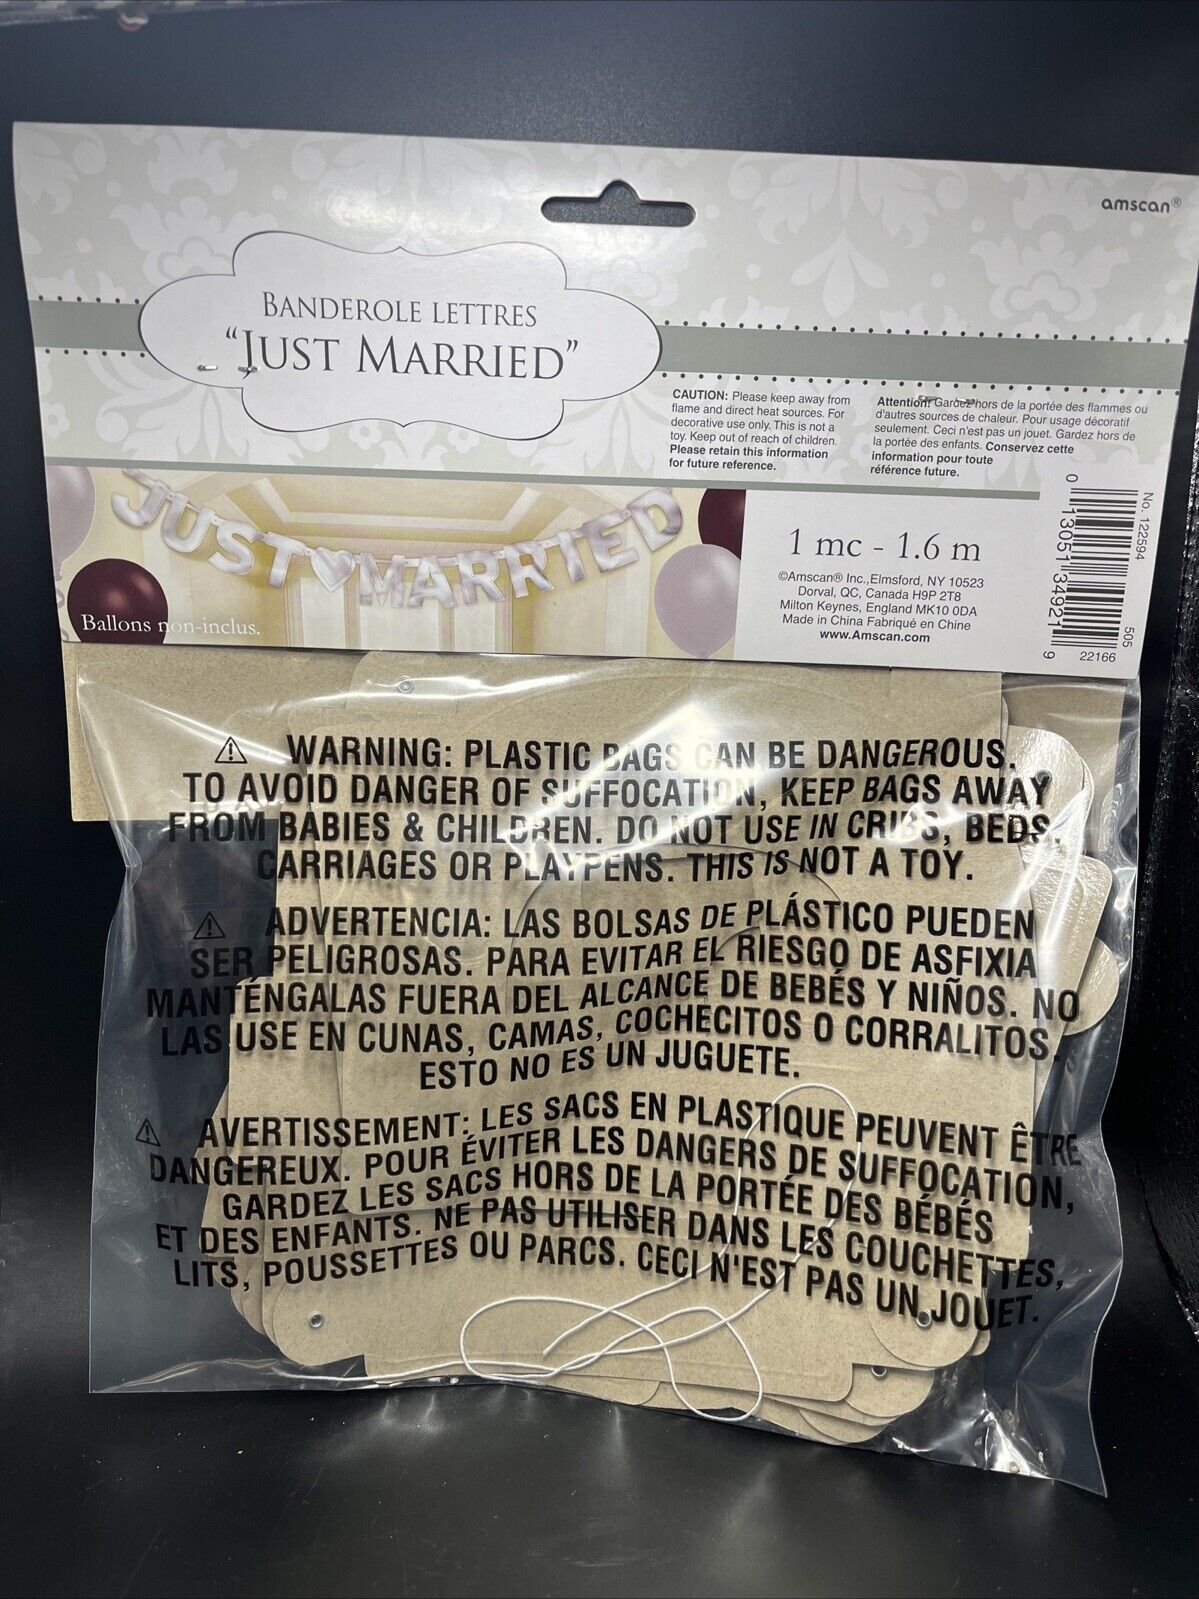 amscan®
BANDEROLE LETTRES
“JUST MARRIED”
CAUTION: Please keep away from
flame and direct heat sources. For
decorative use only. This is not a
toy. Keep out of reach of children.
Please retain this information
for future reference.
Attention: Gardez hors de la portée des flammes ou
d'autres sources de chaleur. Pour usage décoratif
seulement. Ceci n'est pas un jouet. Gardez hors de
la portée des enfants. Conservez cette
information pour toute
référence future.
JUST MARRIED
Ballons non-inclus.
1 mc - 1.6 m
©Amscan® Inc., Elmsford, NY 10523
Dorval, QC, Canada H9P 2T8
Milton Keynes, England MK10 0DA
Made in China Fabriqué en Chine
www.Amscan.com
No. 122594
0 13051 34921 9
505
22166
WARNING: PLASTIC BAGS CAN BE DANGEROUS.
TO AVOID DANGER OF SUFFOCATION, KEEP BAGS AWAY
FROM BABIES & CHILDREN. DO NOT USE IN CRIBS, BEDS,
CARRIAGES OR PLAYPENS. THIS IS NOT A TOY.
ADVERTENCIA: LAS BOLSAS DE PLÁSTICO PUEDEN
SER PELIGROSAS. PARA EVITAR EL RIESGO DE ASFIXIA
MANTÉNGALAS FUERA DEL ALCANCE DE BEBÉS Y NIÑOS. NO
LAS USE EN CUNAS, CAMAS, COCHECITOS O CORRALITOS.
ESTO NO ES UN JUGUETE.
AVERTISSEMENT: LES SACS EN PLASTIQUE PEUVENT ÊTRE
DANGEREUX. POUR ÉVITER LES DANGERS DE SUFFOCATION,
GARDEZ LES SACS HORS DE LA PORTÉE DES BÉBÉS
ET DES ENFANTS. NE PAS UTILISER DANS LES COUCHETTES,
LITS, POUSSETTES OU PARCS. CECI N'EST PAS UN JOUET.